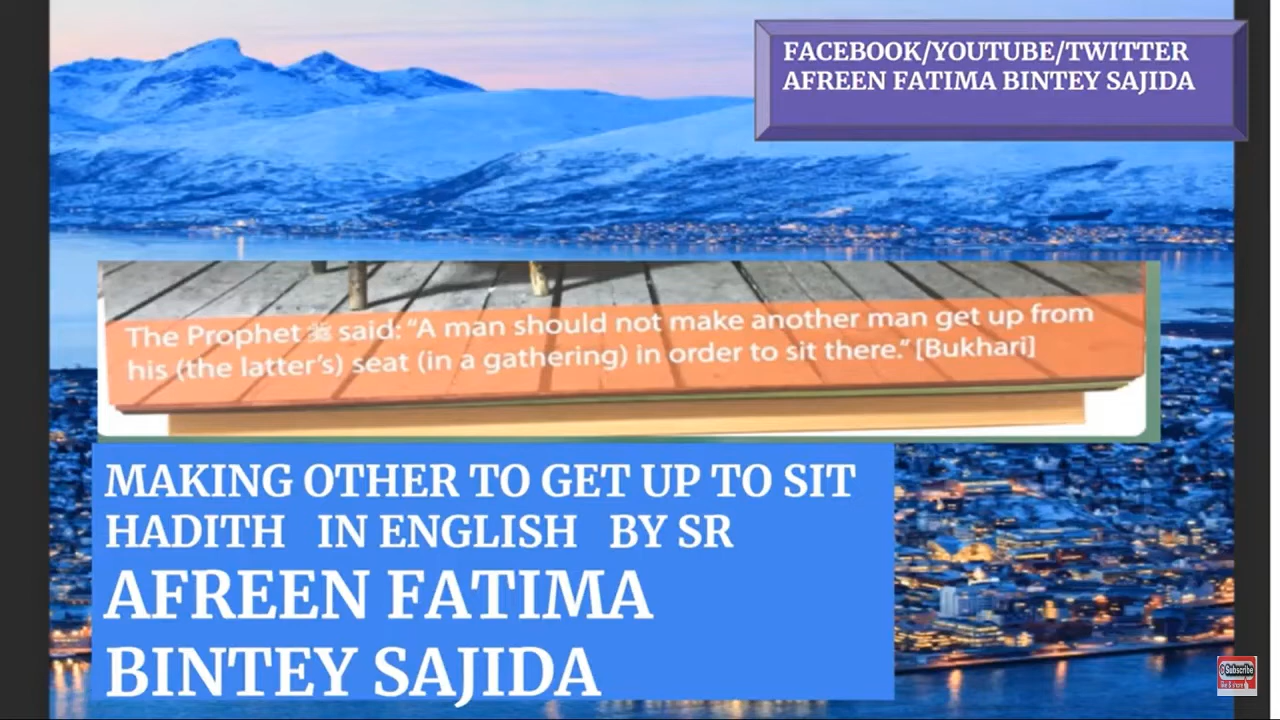 FACEBOOK/YOUTUBE/TWITTER
AFREEN FATIMA BINTEY SAJIDA
The Prophet ﷺ said: “A man should not make another man get up from
his (the latter’s) seat (in a gathering) in order to sit there.” [Bukhari]
MAKING OTHER TO GET UP TO SIT
HADITH IN ENGLISH BY SR
AFREEN FATIMA
BINTEY SAJIDA
Subscribe